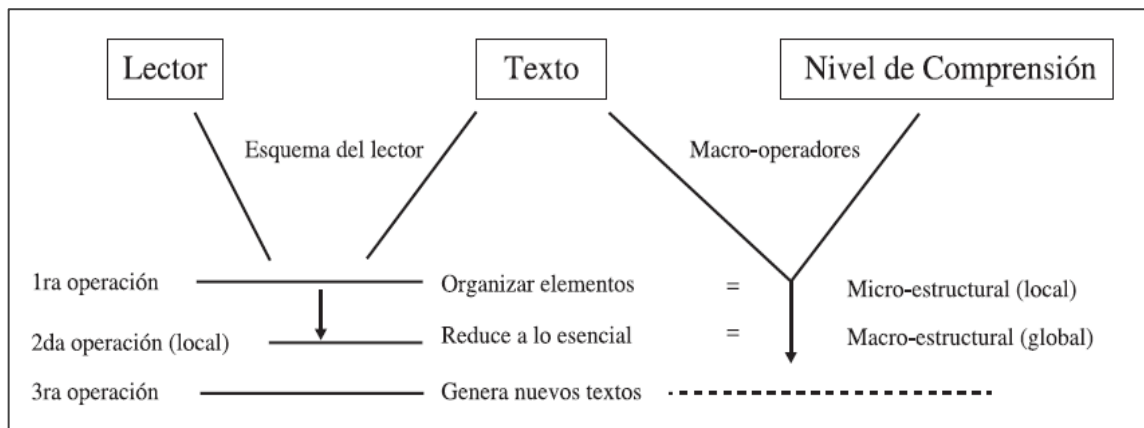 Lector
Texto
Nivel de Comprensión
Esquema del lector
Macro-operadores
1ra operación
Organizar elementos
=
Micro-estructural (local)
2da operación (local)
Reduce a lo esencial
=
Macro-estructural (global)
3ra operación
Genera nuevos textos